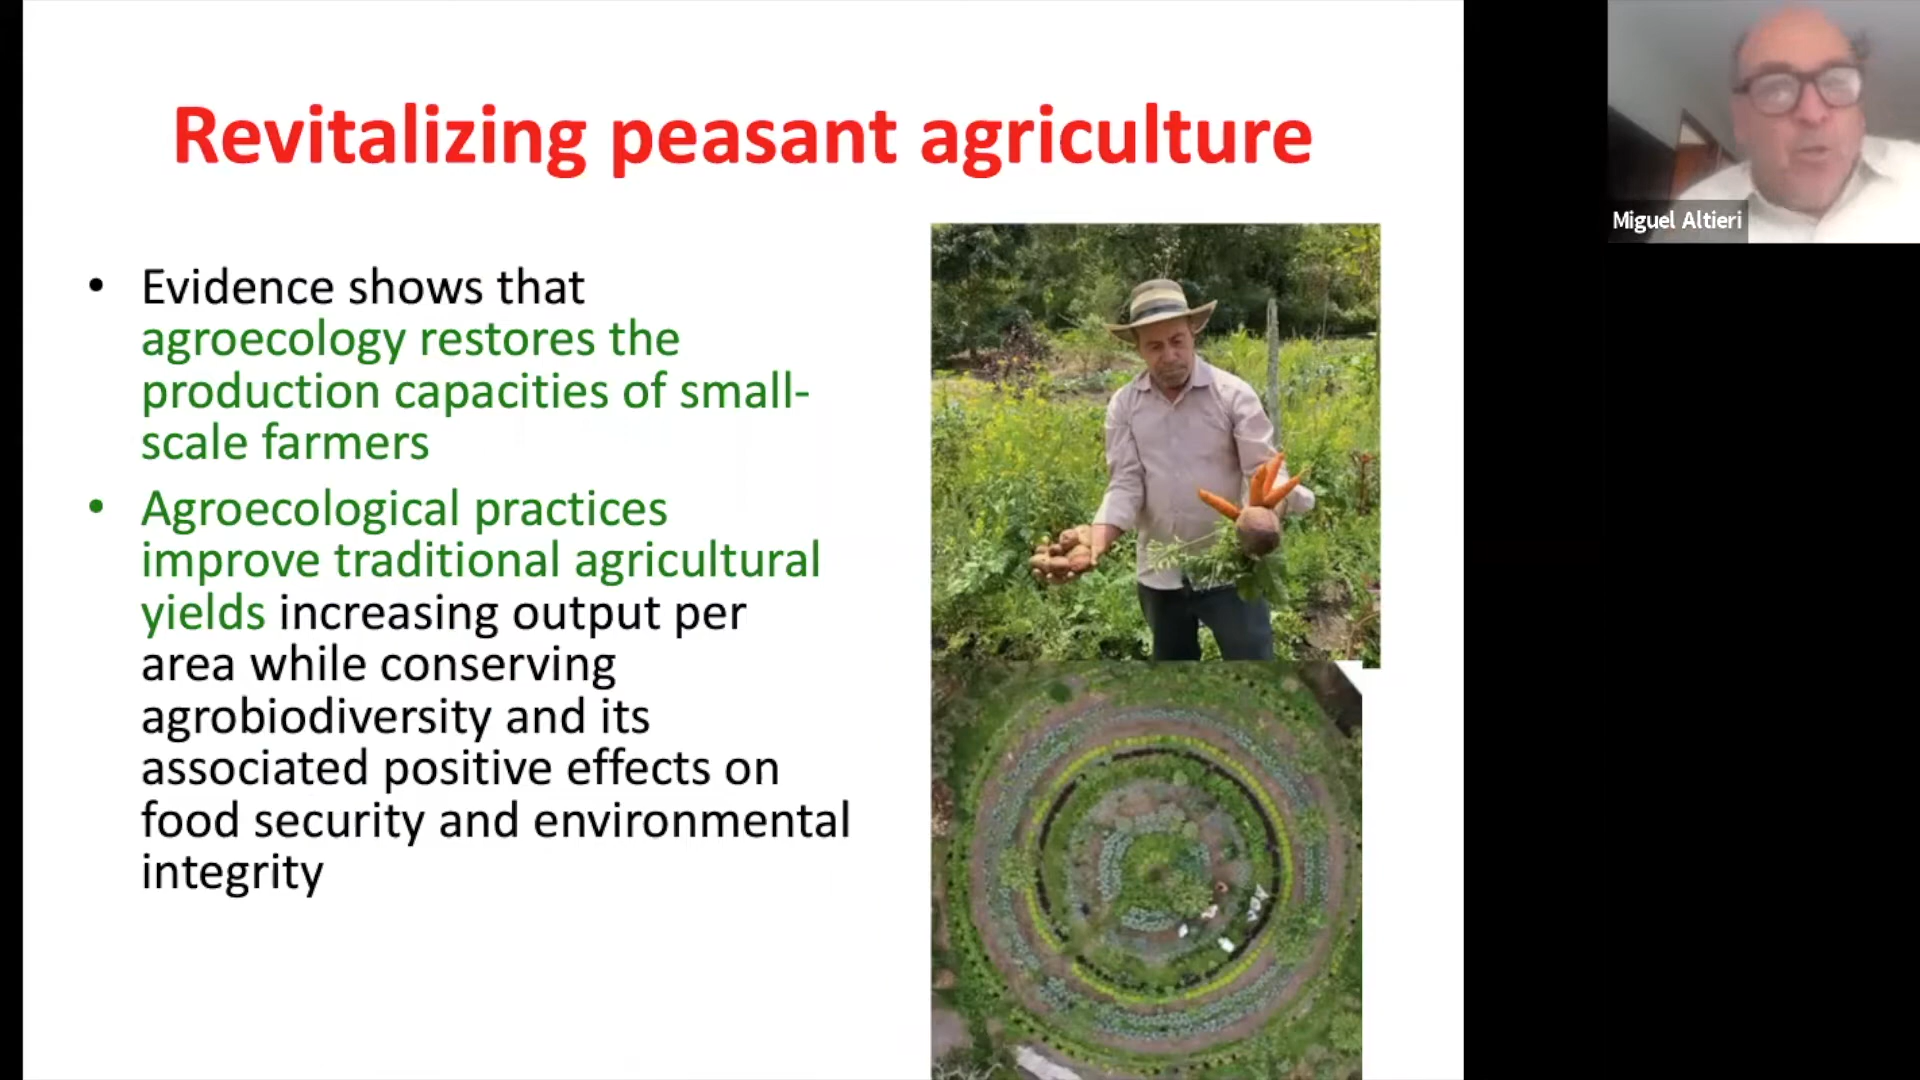 Revitalizing peasant agriculture
• Evidence shows that
agroecology restores the
production capacities of small-
scale farmers
• Agroecological practices
improve traditional agricultural
yields increasing output per
area while conserving
agrobiodiversity and its
associated positive effects on
food security and environmental
integrity
Miguel Altieri